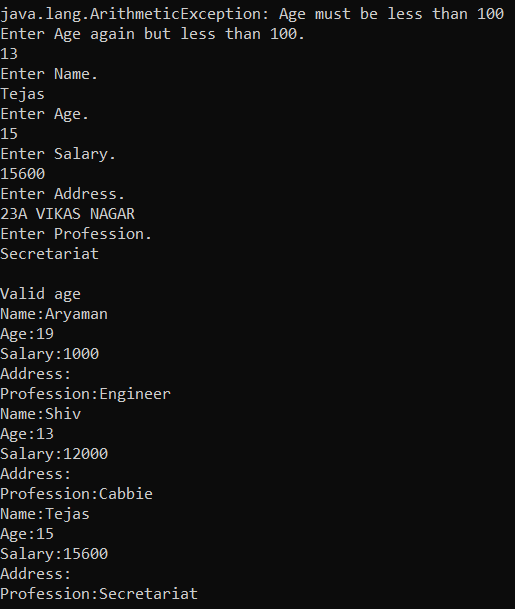 java.lang.ArithmeticException: Age must be less than 100
Enter Age again but less than 100.
13
Enter Name.
Tejas
Enter Age.
15
Enter Salary.
15600
Enter Address.
23A VIKAS NAGAR
Enter Profession.
Secretariat

Valid age
Name:Aryaman
Age:19
Salary:1000
Address:
Profession:Engineer
Name:Shiv
Age:13
Salary:12000
Address:
Profession:Cabbie
Name:Tejas
Age:15
Salary:15600
Address:
Profession:Secretariat